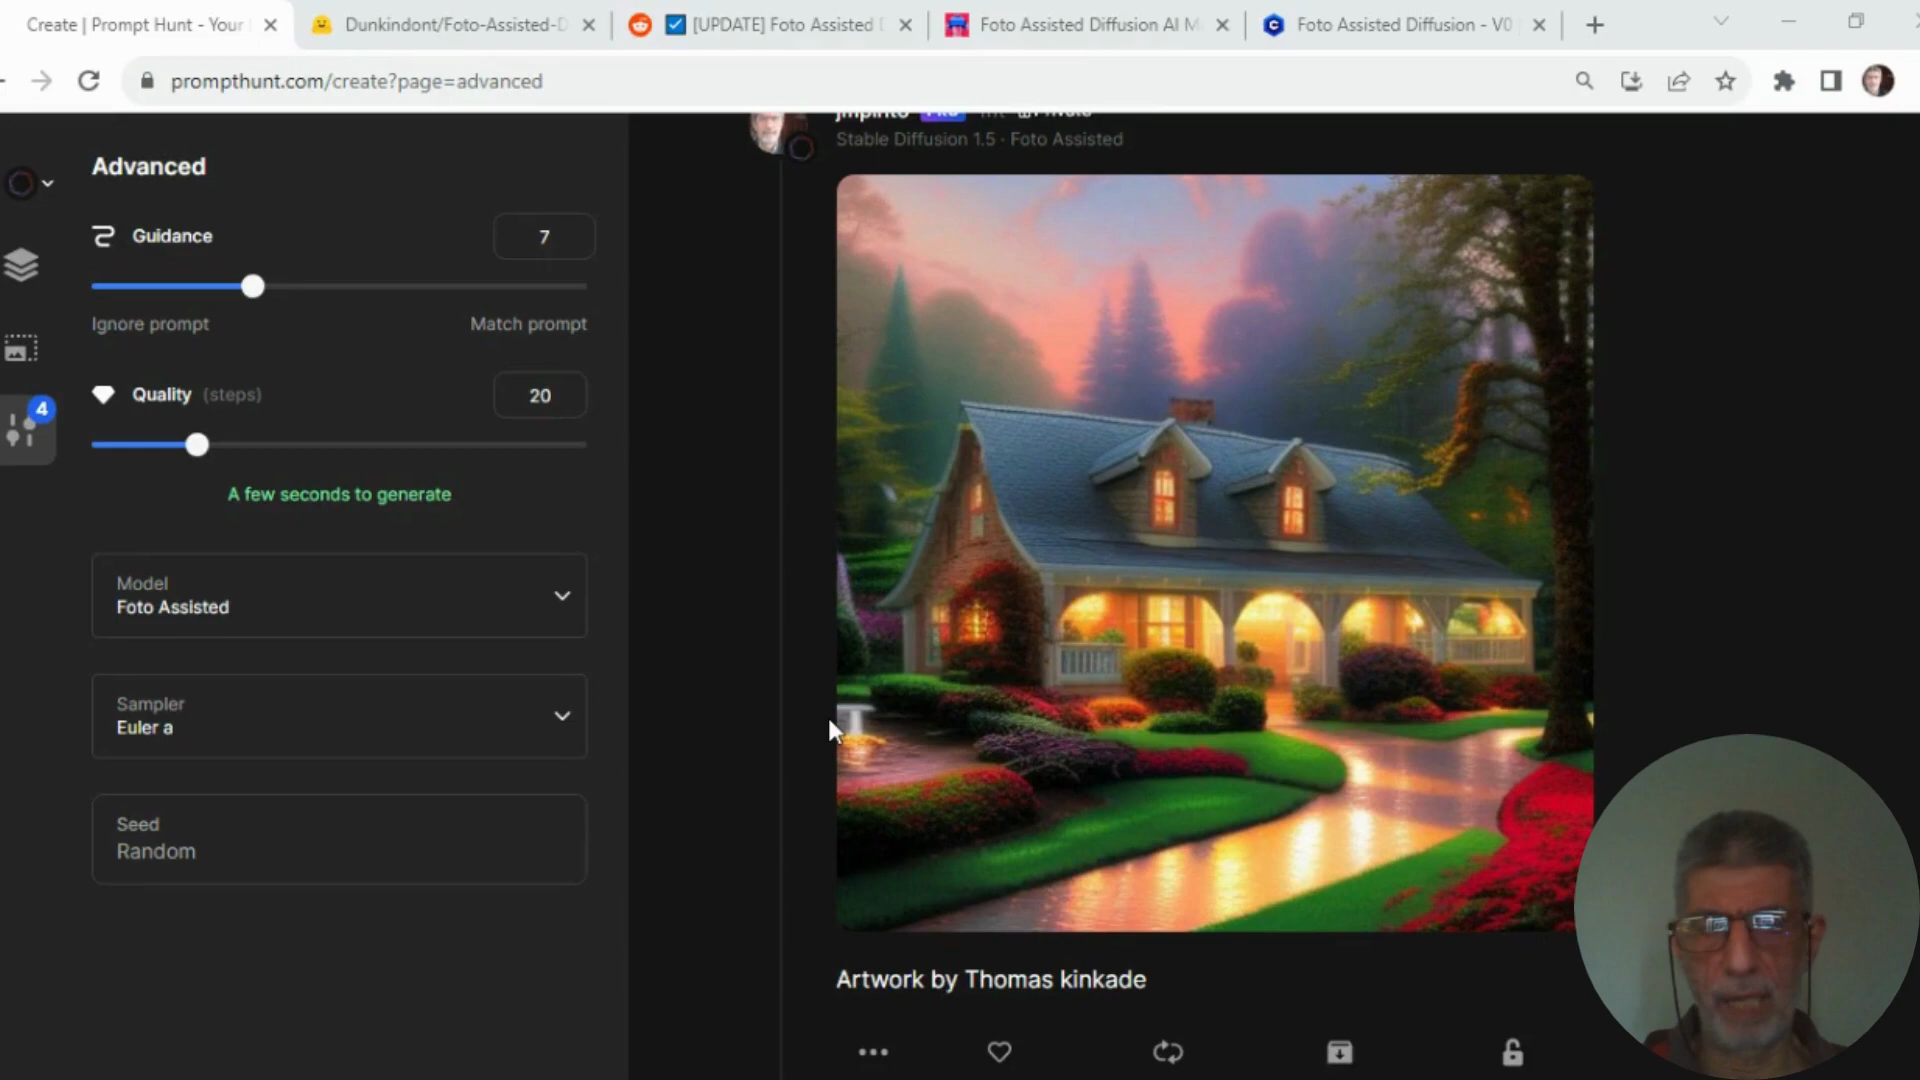 Create | Prompt Hunt - Your
Dunkindont/Foto-Assisted-D
[UPDATE] Foto Assisted D
Foto Assisted Diffusion AI M
Foto Assisted Diffusion - V0
prompthunt.com/create?page=advanced
Stable Diffusion 1.5 · Foto Assisted
Advanced
Guidance
7
Ignore prompt
Match prompt
Quality (steps)
20
4
A few seconds to generate
Model
Foto Assisted
Sampler
Euler a
Seed
Random
Artwork by Thomas kinkade